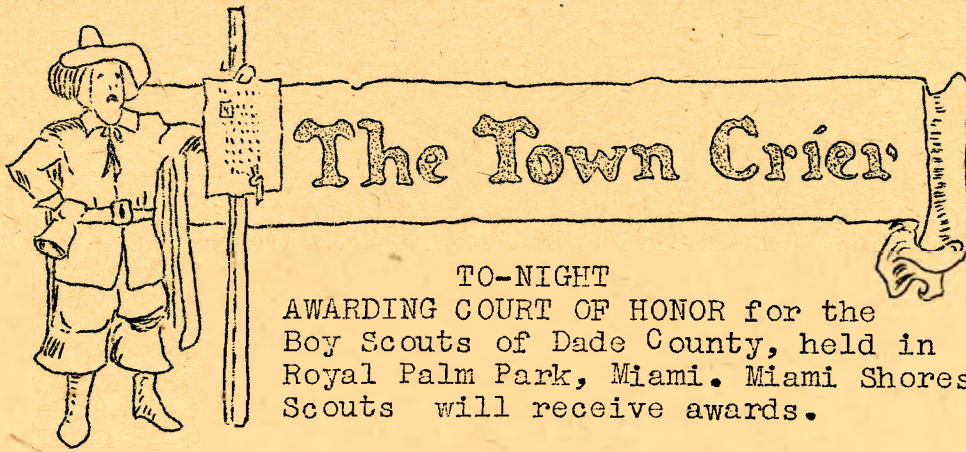 The Town Crier
TO-NIGHT
AWARDING COURT OF HONOR for the
Boy Scouts of Dade County, held in
Royal Palm Park, Miami. Miami Shores
Scouts will receive awards.